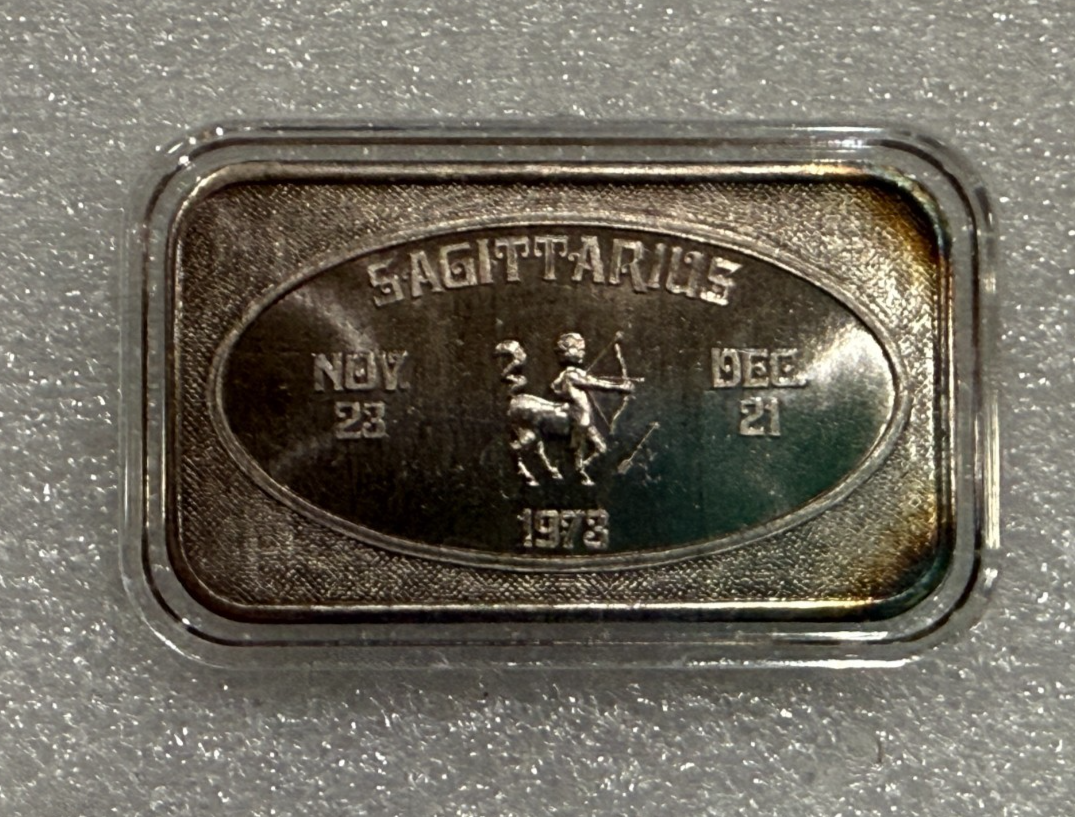 SAGITTARIUS
NOV. DEC.
23 21
1973